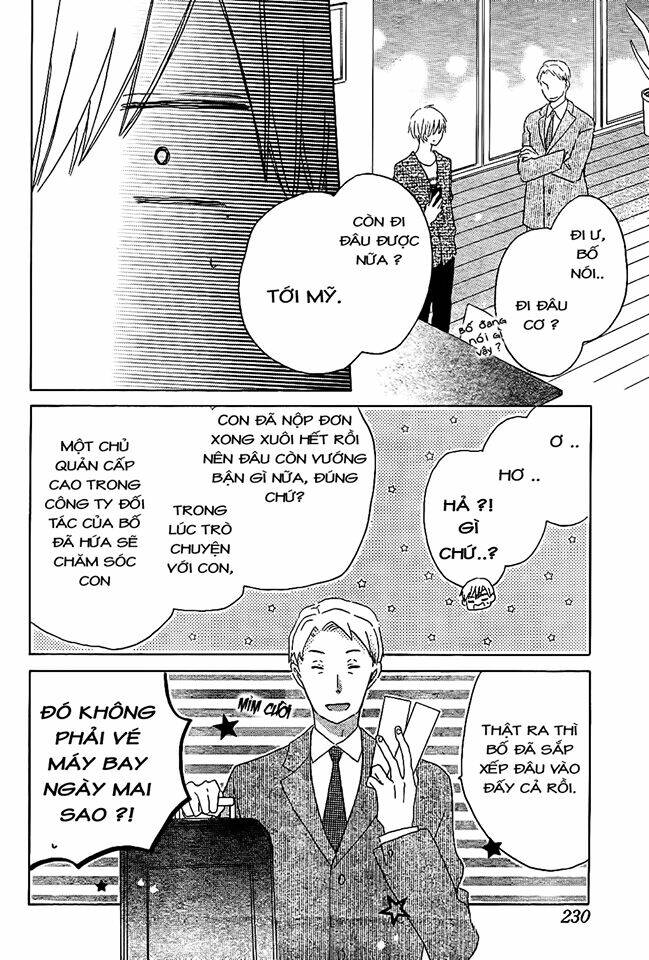 ĐI Ư,
BỐ
NÓI..
ĐI ĐÂU
CƠ ?
BỐ ĐANG
NÓI GÌ
VẬY ?
CÒN ĐI
ĐÂU ĐƯỢC
NỮA ?
TỚI MỸ.
Ơ ..
HƠ ..
HẢ ?!
GÌ
CHỨ..?
CON ĐÃ NỘP ĐƠN
XONG XUÔI HẾT RỒI
NÊN ĐÂU CÒN VƯỚNG
BẬN GÌ NỮA, ĐÚNG
CHỨ?
TRONG
LÚC TRÒ
CHUYỆN
VỚI CON,
MỘT CHỦ
QUẢN CẤP
CAO TRONG
CÔNG TY ĐỐI
TÁC CỦA BỐ
ĐÃ HỨA SẼ
CHĂM SÓC
CON
THẬT RA THÌ
BỐ ĐÃ SẮP
XẾP ĐÂU VÀO
ĐẤY CẢ RỒI.
MỈM CƯỜI
ĐÓ KHÔNG
PHẢI VÉ
MÁY BAY
NGÀY MAI
SAO ?!
230